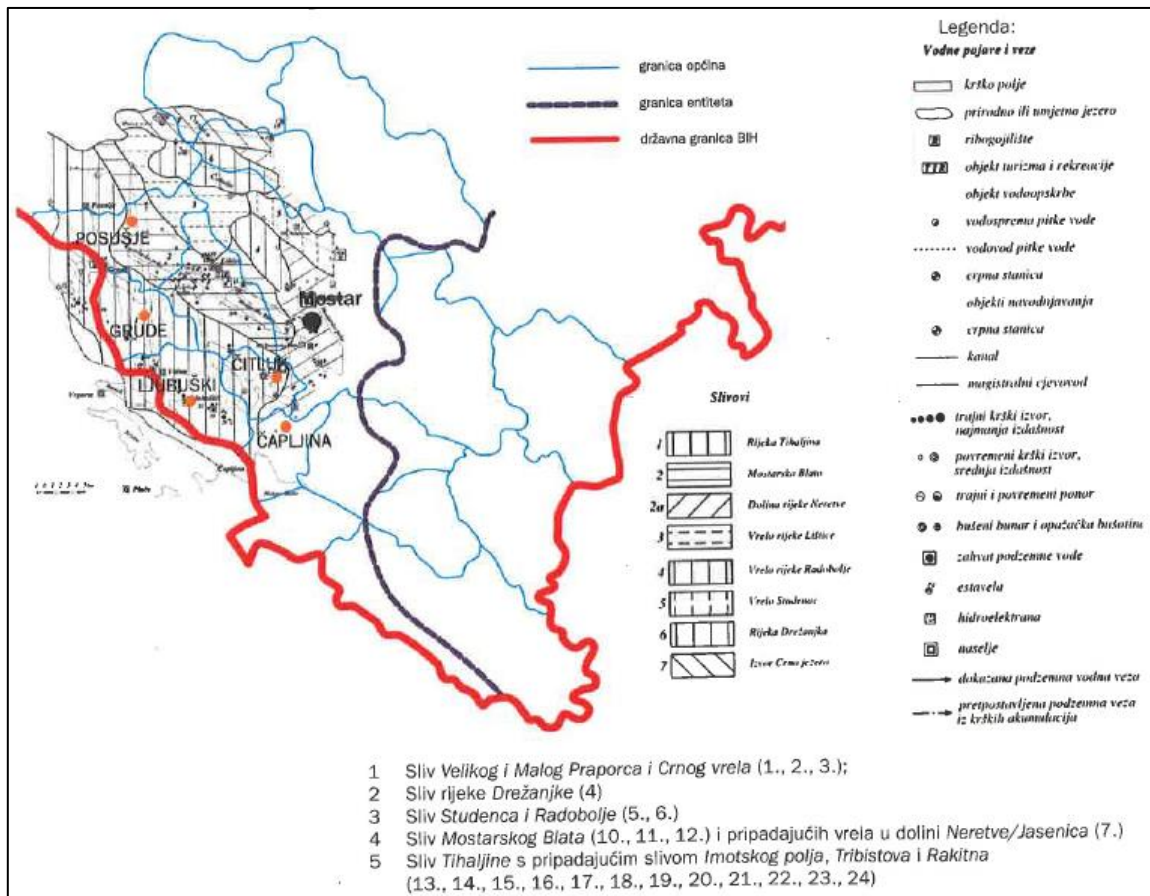 granica općina
granica entiteta
državna granica BIH
Legenda:
Vodne pojave i veze
krško polje
prirodno ili umjetno jezero
ribogojilište
TIR objekt turizma i rekreacije
objekt vodoopskrbe
vodosprema pitke vode
vodovod pitke vode
crpna stanica
objekti navodnjavanja
crpna stanica
kanal
magistralni cjevovod
trajni krški izvor,
najmanja izdašnost
povremeni krški izvor,
srednja izdašnost
trajni i povremeni ponor
bušeni bunar i opažačka bušotina
zahvat podzemne vode
estavela
hidroelektrana
naselje
dokazana podzemna vodna veza
pretpostavljena podzemna veza
iz krških akumulacija
POSUŠJE
GRUDE
Mostar
ČITLUK
LJUBUŠKI
ČAPLJINA
Slivovi
1 Rijeka Tihaljina
2 Mostarsko Blato
2a Dolina rijeke Neretve
3 Vrelo rijeke Lištice
4 Vrelo rijeke Radobolje
5 Vrelo Studenac
6 Rijeka Drežanjka
7 Izvor Crno jezero
1 Sliv Velikog i Malog Praporca i Crnog vrela (1., 2., 3.);
2 Sliv rijeke Drežanjke (4)
3 Sliv Studenca i Radobolje (5., 6.)
4 Sliv Mostarskog Blata (10., 11., 12.) i pripadajućih vrela u dolini Neretve/Jasenica (7.)
5 Sliv Tihaljine s pripadajućim slivom Imotskog polja, Tribistova i Rakitna
(13., 14., 15., 16., 17., 18., 19., 20., 21., 22., 23., 24)